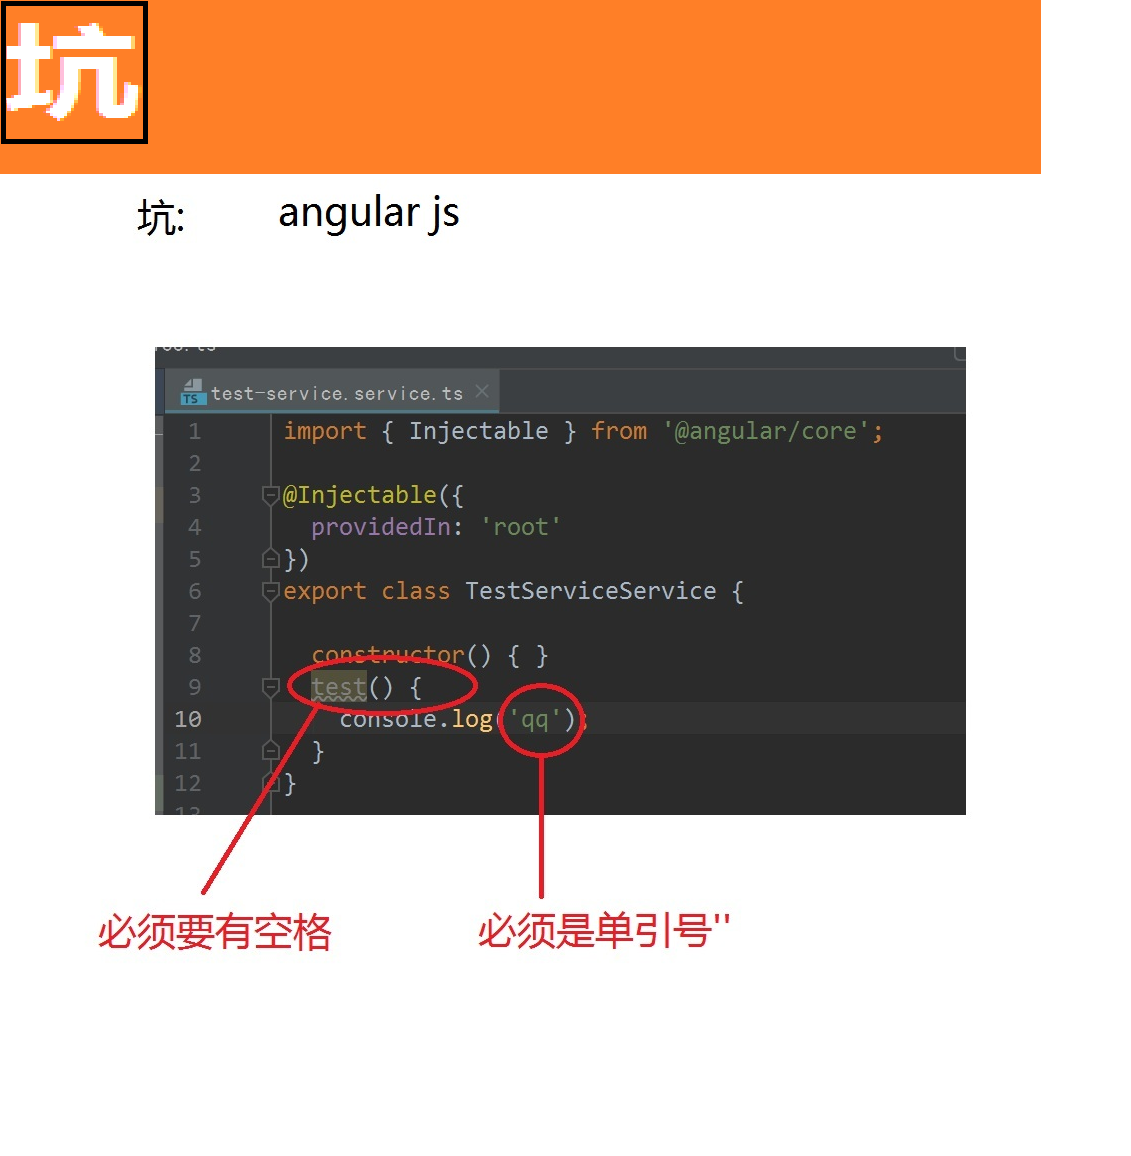 坑
坑: angular js
test-service.service.ts
1 import { Injectable } from '@angular/core';
2
3 @Injectable({
4 providedIn: 'root'
5 })
6 export class TestServiceService {
7
8 constructor() { }
9 test() {
10 console.log('qq');
11 }
12 }
必须要有空格 必须是单引号''